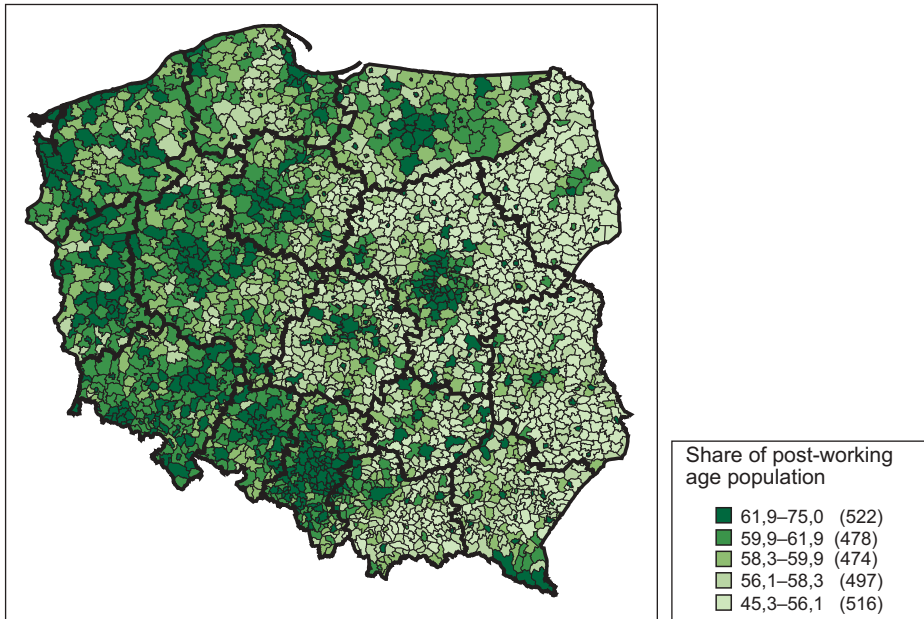 Share of post-working
age population
61,9–75,0 (522)
59,9–61,9 (478)
58,3–59,9 (474)
56,1–58,3 (497)
45,3–56,1 (516)